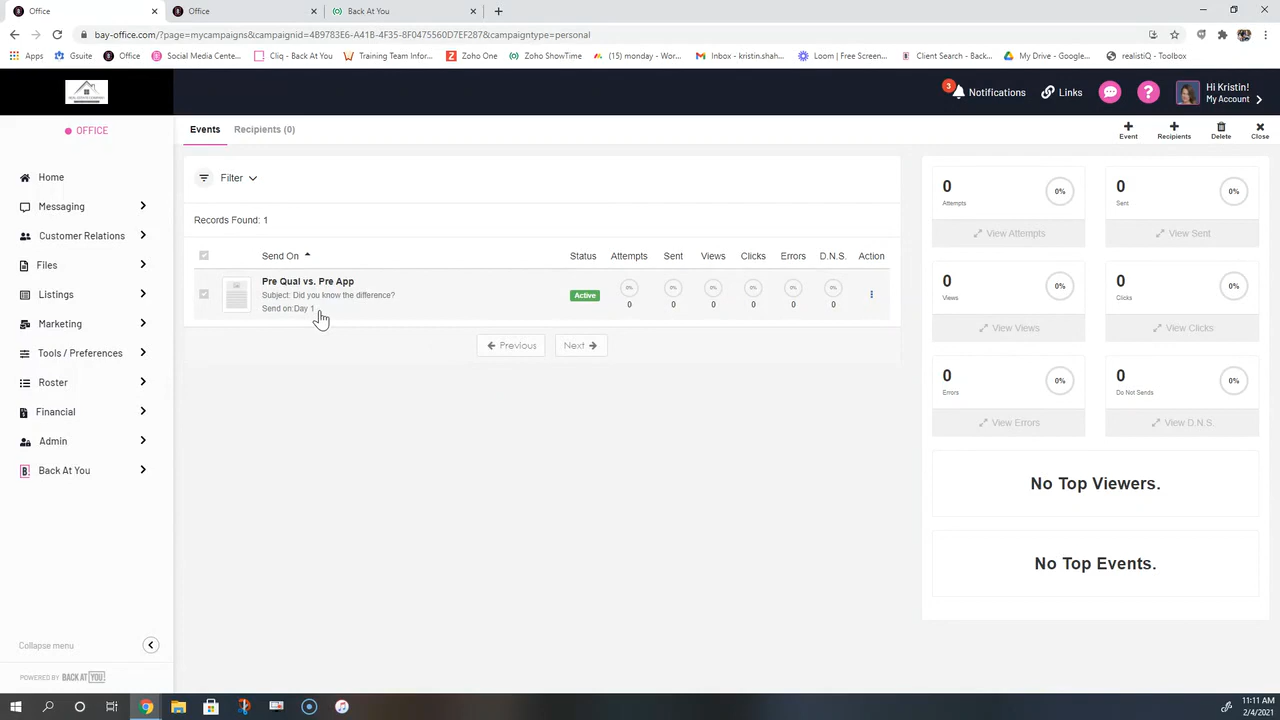 Office
Office
Back At You
bay-office.com/?page=mycampaigns&campaignid=4B9783E6-A41B-4F35-8F0475560D7EF287&campaigntype=personal
Apps
Gsuite
Office
Social Media Cente...
Cliq - Back At You
Training Team Infor...
Zoho One
Zoho ShowTime
(15) monday - Wor...
Inbox - kristin.shah...
Loom | Free Screen...
Client Search - Back...
My Drive - Google...
realistiQ - Toolbox
3
Notifications
Links
Hi Kristin!
My Account
OFFICE
Events
Recipients (0)
Event
Recipients
Delete
Close
Home
Messaging
Customer Relations
Files
Listings
Marketing
Tools / Preferences
Roster
Financial
Admin
Back At You
Collapse menu
POWERED BY BACK AT YOU
Filter
Records Found: 1
Send On Status Attempts Sent Views Clicks Errors D.N.S. Action
Pre Qual vs. Pre App
Subject: Did you know the difference?
Send on:Day 1
Active
0% 0% 0% 0% 0% 0%
0 0 0 0 0 0
Previous
Next
0
Attempts
0%
View Attempts
0
Sent
0%
View Sent
0
Views
0%
View Views
0
Clicks
0%
View Clicks
0
Errors
0%
View Errors
0
Do Not Sends
0%
View D.N.S.
No Top Viewers.
No Top Events.
11:11 AM
2/4/2021